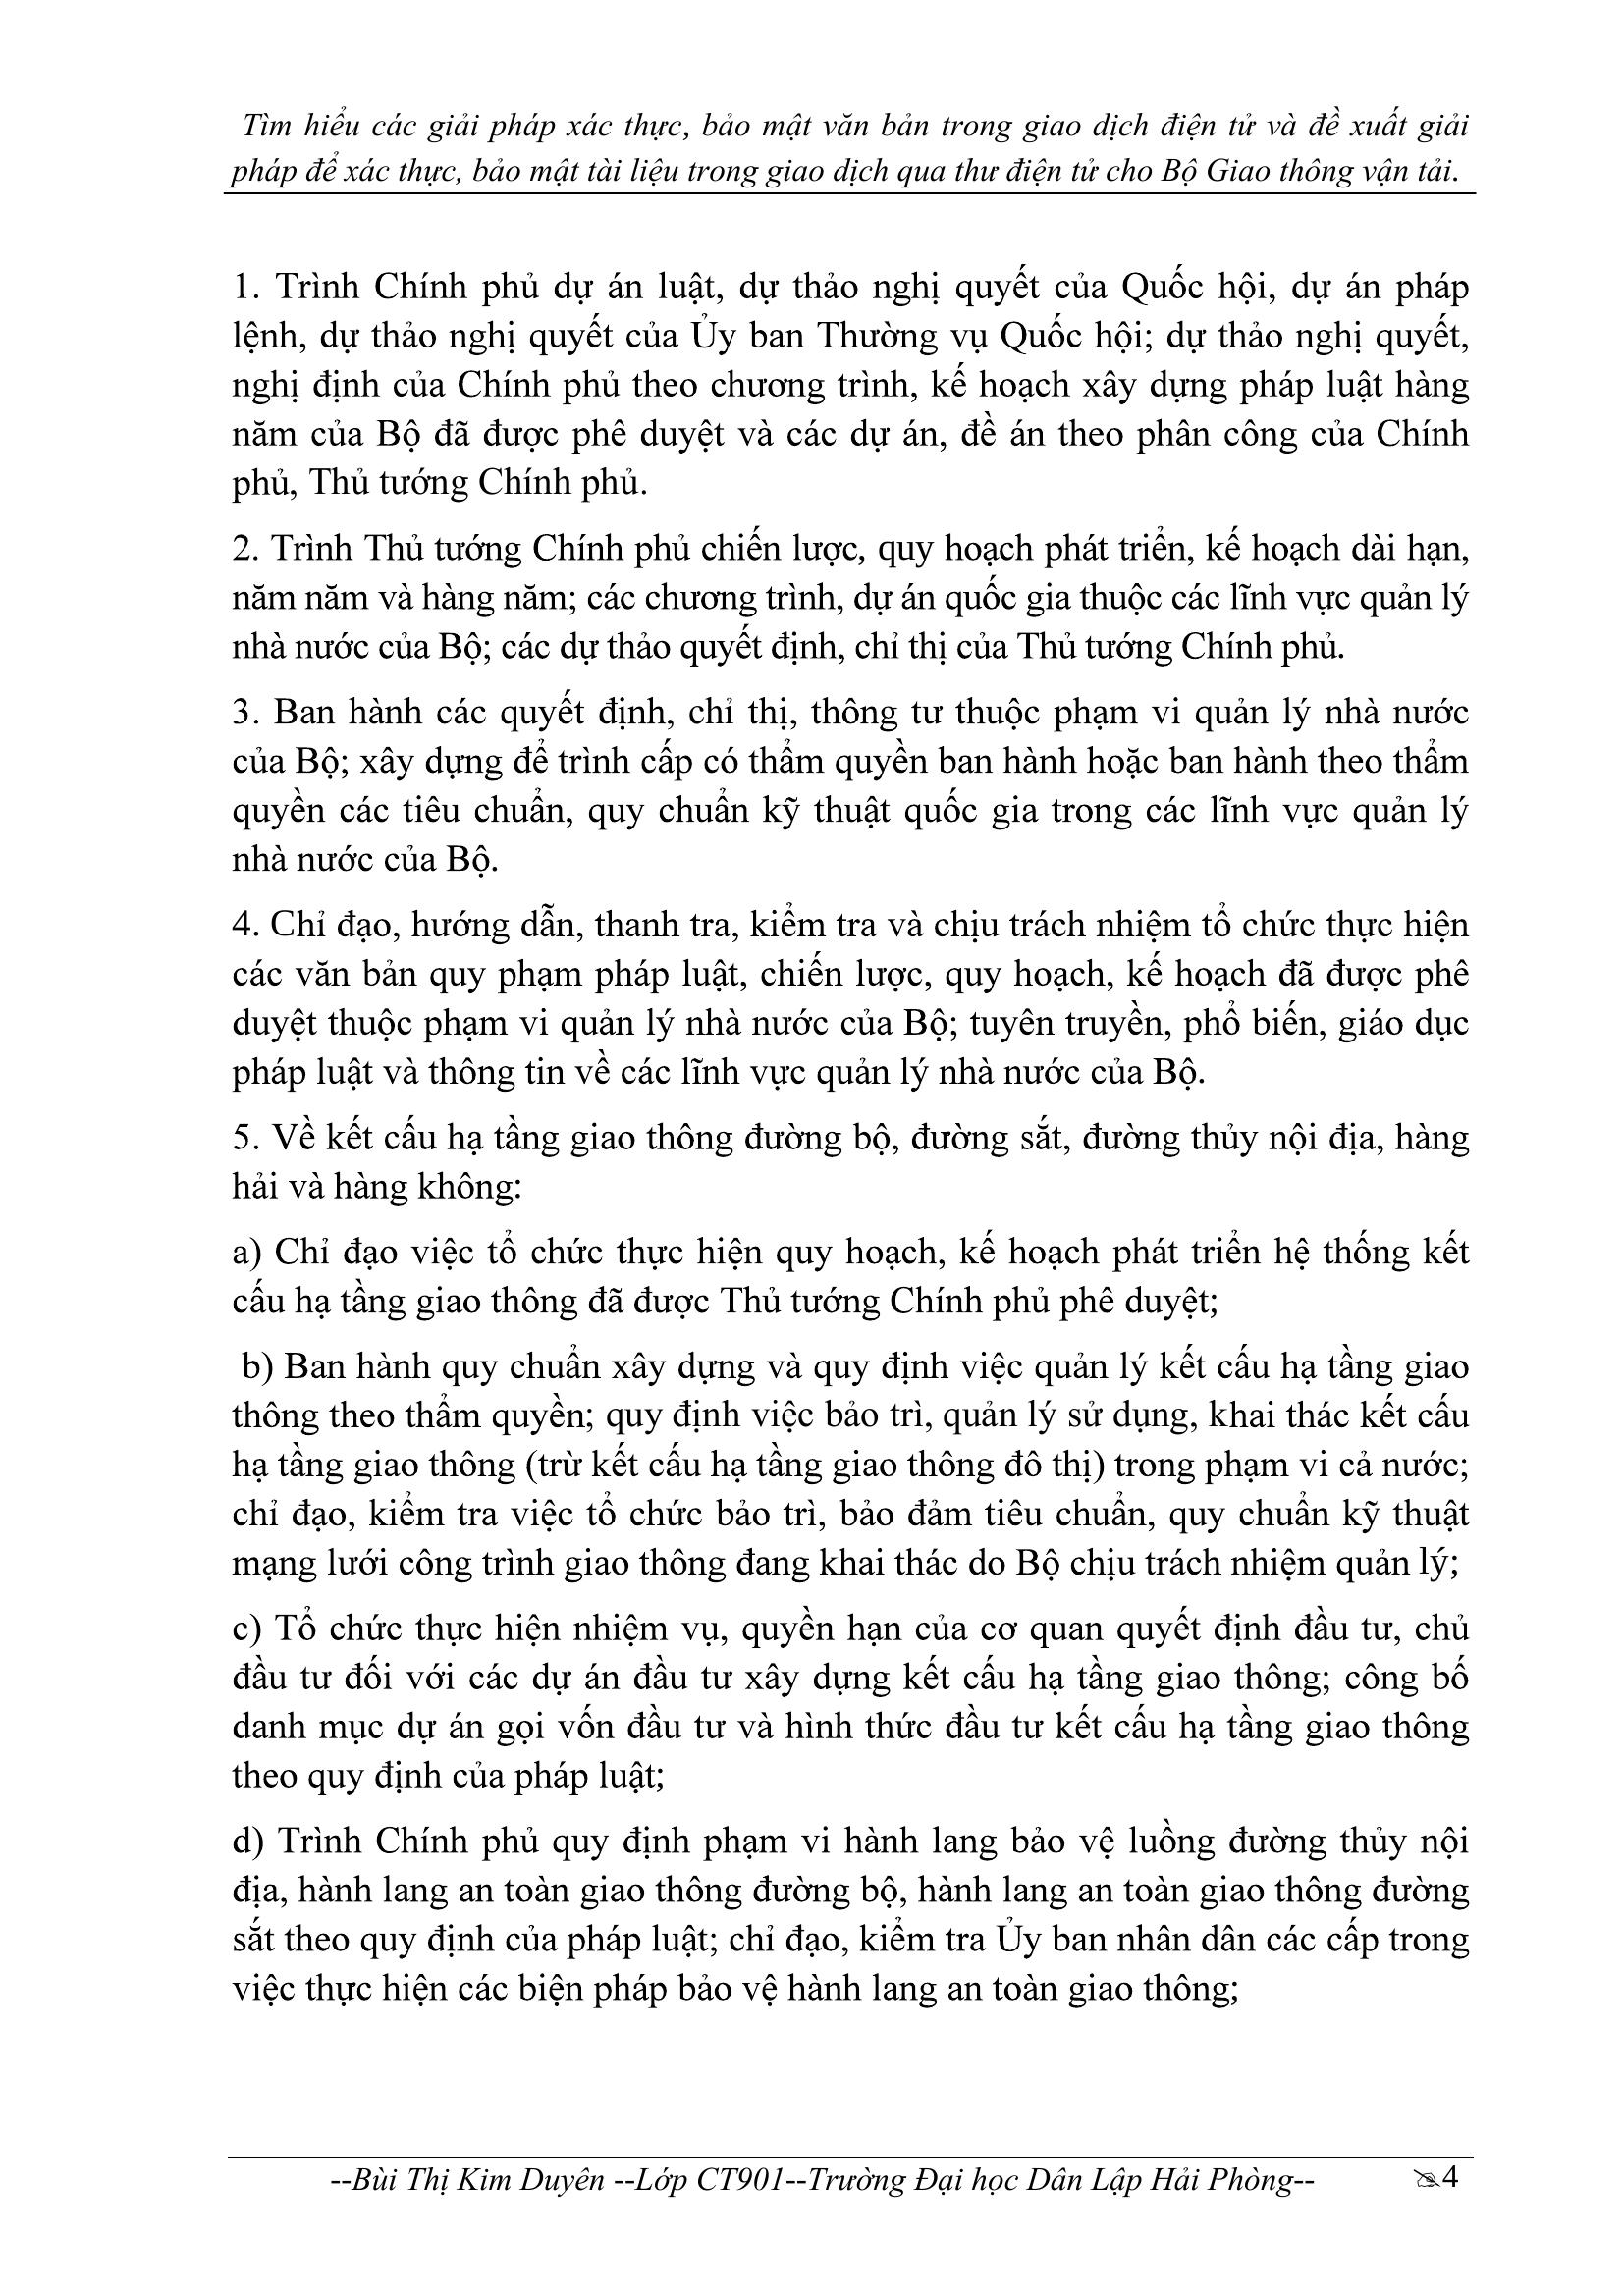 Tìm hiểu các giải pháp xác thực, bảo mật văn bản trong giao dịch điện tử và đề xuất giải
pháp để xác thực, bảo mật tài liệu trong giao dịch qua thư điện tử cho Bộ Giao thông vận tải.
1. Trình Chính phủ dự án luật, dự thảo nghị quyết của Quốc hội, dự án pháp
lệnh, dự thảo nghị quyết của Ủy ban Thường vụ Quốc hội; dự thảo nghị quyết,
nghị định của Chính phủ theo chương trình, kế hoạch xây dựng pháp luật hàng
năm của Bộ đã được phê duyệt và các dự án, đề án theo phân công của Chính
phủ, Thủ tướng Chính phủ.
2. Trình Thủ tướng Chính phủ chiến lược, quy hoạch phát triển, kế hoạch dài hạn,
năm năm và hàng năm; các chương trình, dự án quốc gia thuộc các lĩnh vực quản lý
nhà nước của Bộ; các dự thảo quyết định, chỉ thị của Thủ tướng Chính phủ.
3. Ban hành các quyết định, chỉ thị, thông tư thuộc phạm vi quản lý nhà nước
của Bộ; xây dựng để trình cấp có thẩm quyền ban hành hoặc ban hành theo thẩm
quyền các tiêu chuẩn, quy chuẩn kỹ thuật quốc gia trong các lĩnh vực quản lý
nhà nước của Bộ.
4. Chỉ đạo, hướng dẫn, thanh tra, kiểm tra và chịu trách nhiệm tổ chức thực hiện
các văn bản quy phạm pháp luật, chiến lược, quy hoạch, kế hoạch đã được phê
duyệt thuộc phạm vi quản lý nhà nước của Bộ; tuyên truyền, phổ biến, giáo dục
pháp luật và thông tin về các lĩnh vực quản lý nhà nước của Bộ.
5. Về kết cấu hạ tầng giao thông đường bộ, đường sắt, đường thủy nội địa, hàng
hải và hàng không:
a) Chỉ đạo việc tổ chức thực hiện quy hoạch, kế hoạch phát triển hệ thống kết
cấu hạ tầng giao thông đã được Thủ tướng Chính phủ phê duyệt;
b) Ban hành quy chuẩn xây dựng và quy định việc quản lý kết cấu hạ tầng giao
thông theo thẩm quyền; quy định việc bảo trì, quản lý sử dụng, khai thác kết cấu
hạ tầng giao thông (trừ kết cấu hạ tầng giao thông đô thị) trong phạm vi cả nước;
chỉ đạo, kiểm tra việc tổ chức bảo trì, bảo đảm tiêu chuẩn, quy chuẩn kỹ thuật
mạng lưới công trình giao thông đang khai thác do Bộ chịu trách nhiệm quản lý;
c) Tổ chức thực hiện nhiệm vụ, quyền hạn của cơ quan quyết định đầu tư, chủ
đầu tư đối với các dự án đầu tư xây dựng kết cấu hạ tầng giao thông; công bố
danh mục dự án gọi vốn đầu tư và hình thức đầu tư kết cấu hạ tầng giao thông
theo quy định của pháp luật;
d) Trình Chính phủ quy định phạm vi hành lang bảo vệ luồng đường thủy nội
địa, hành lang an toàn giao thông đường bộ, hành lang an toàn giao thông đường
sắt theo quy định của pháp luật; chỉ đạo, kiểm tra Ủy ban nhân dân các cấp trong
việc thực hiện các biện pháp bảo vệ hành lang an toàn giao thông;
--Bùi Thị Kim Duyên --Lớp CT901--Trường Đại học Dân Lập Hải Phòng-- 4